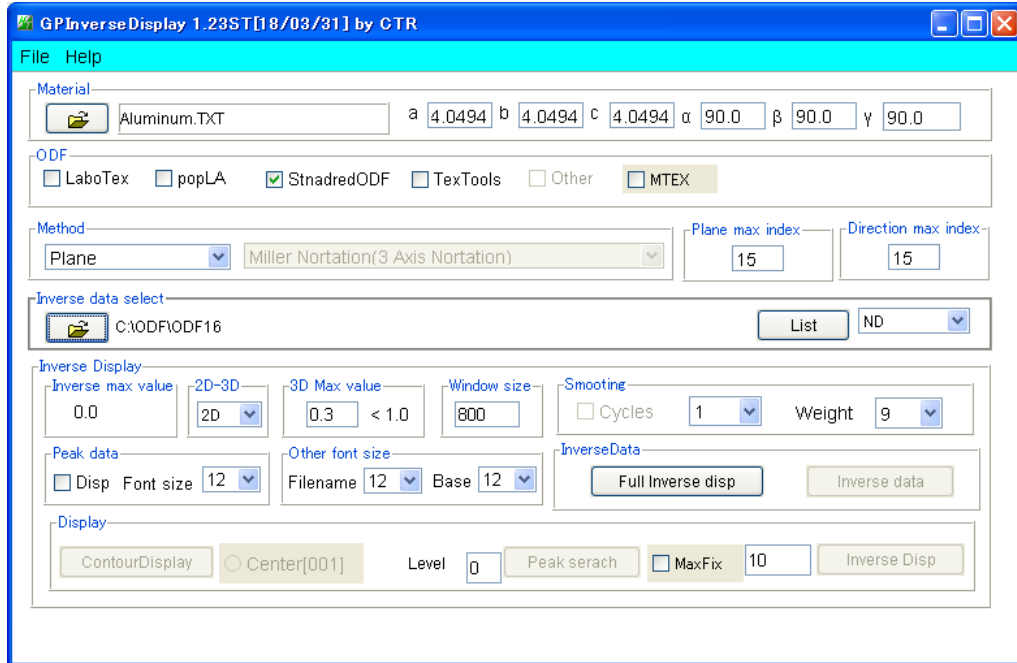 GPInverseDisplay 1.23ST[18/03/31] by CTR
File Help
Material
Aluminum.TXT a 4.0494 b 4.0494 c 4.0494 α 90.0 β 90.0 γ 90.0
ODF
LaboTex popLA StnadredODF TexTools Other MTEX
Method Plane max index Direction max index
Plane Miller Nortation(3 Axis Nortation) 15 15
Inverse data select
C:\ODF\ODF16 List ND
Inverse Display
Inverse max value 2D-3D 3D Max value Window size Smooting
0.0 2D 0.3 < 1.0 800 Cycles 1 Weight 9
Peak data Other font size InverseData
Disp Font size 12 Filename 12 Base 12 Full Inverse disp Inverse data
Display
ContourDisplay Center[001] Level 0 Peak serach MaxFix 10 Inverse Disp